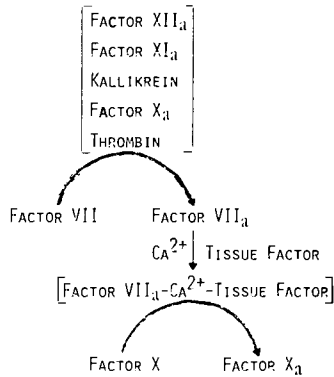 FACTOR XIIa
FACTOR XIa
KALLIKREIN
FACTOR Xa
THROMBIN
FACTOR VII FACTOR VIIa
Ca2+ TISSUE FACTOR
[FACTOR VIIa-Ca2+-TISSUE FACTOR]
FACTOR X FACTOR Xa